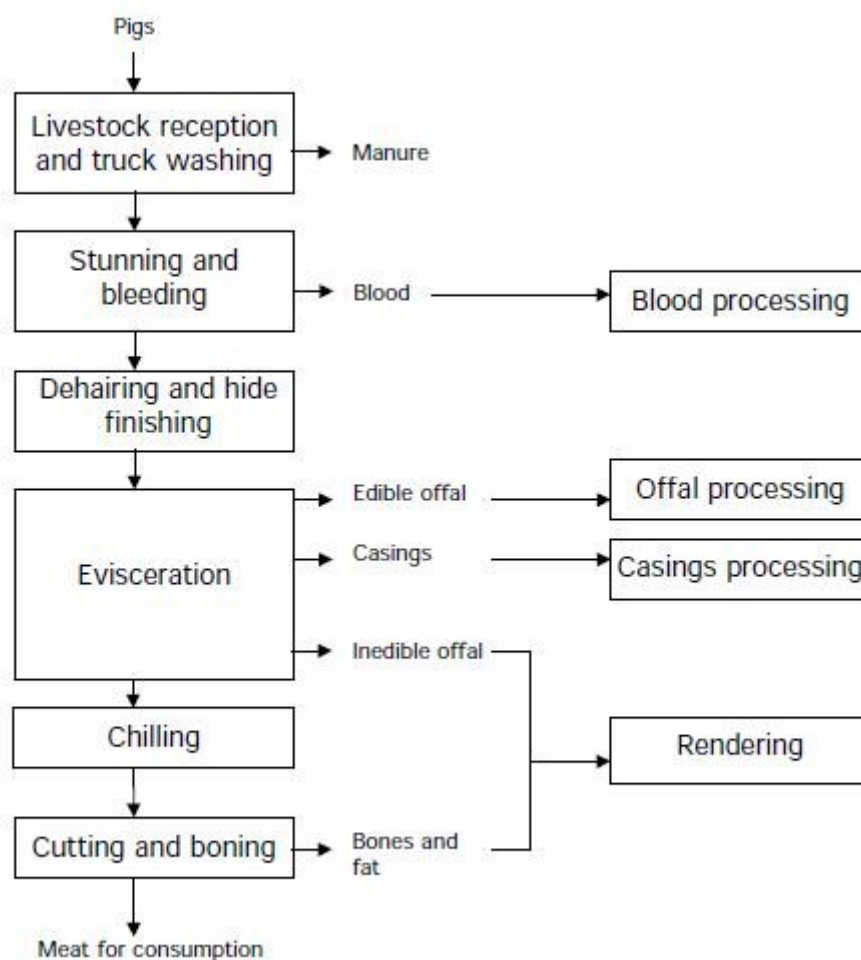 Pigs
Livestock reception
and truck washing
Manure
Stunning and
bleeding
Blood
Blood processing
Dehairing and hide
finishing
Edible offal
Offal processing
Evisceration
Casings
Casings processing
Inedible offal
Chilling
Rendering
Cutting and boning
Bones and
fat
Meat for consumption